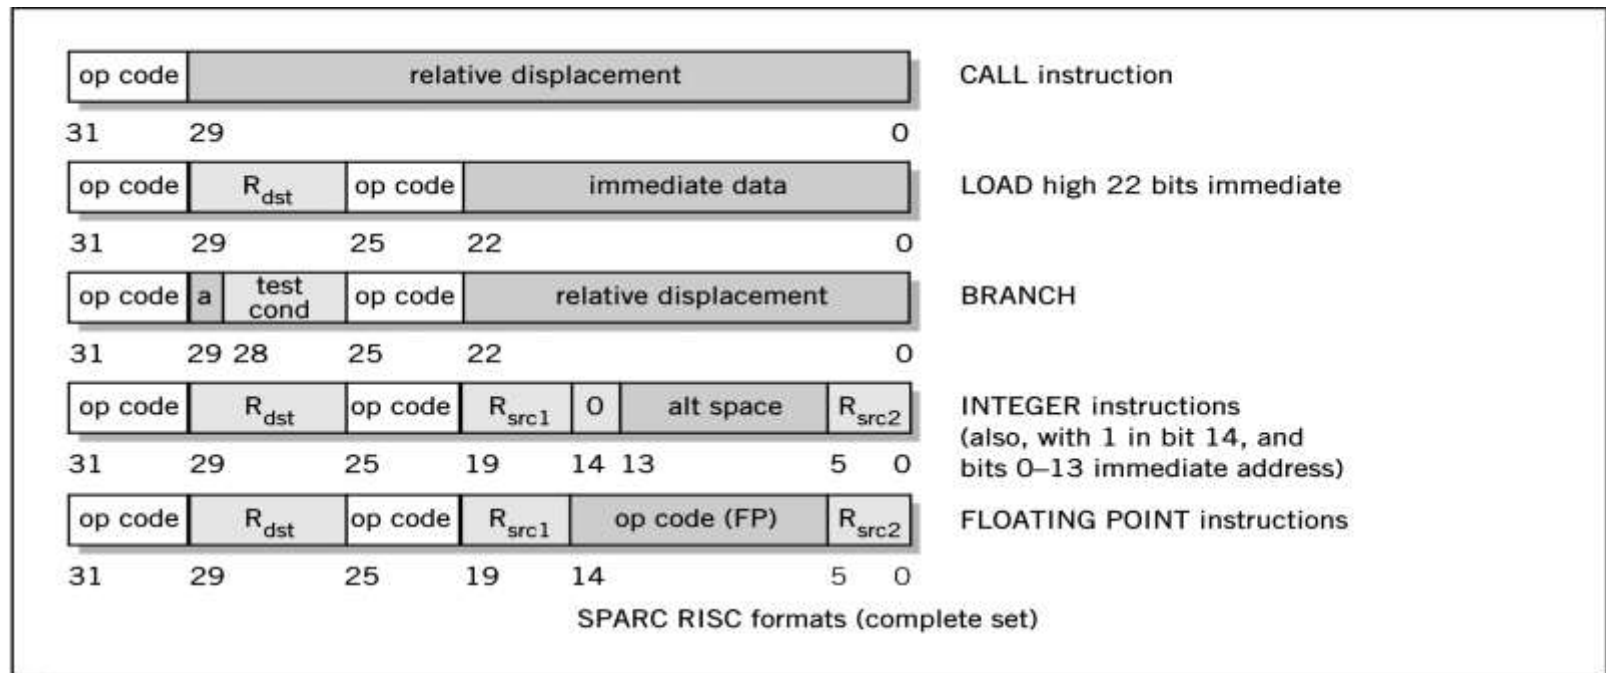 op code relative displacement CALL instruction
31 29 0
op code Rdst op code immediate data LOAD high 22 bits immediate
31 29 25 22 0
op code a test cond op code relative displacement BRANCH
31 29 28 25 22 0
op code Rdst op code Rsrc1 0 alt space Rsrc2 INTEGER instructions
(also, with 1 in bit 14, and
31 29 25 19 14 13 5 0 bits 0–13 immediate address)
op code Rdst op code Rsrc1 op code (FP) Rsrc2 FLOATING POINT instructions
31 29 25 19 14 5 0
SPARC RISC formats (complete set)